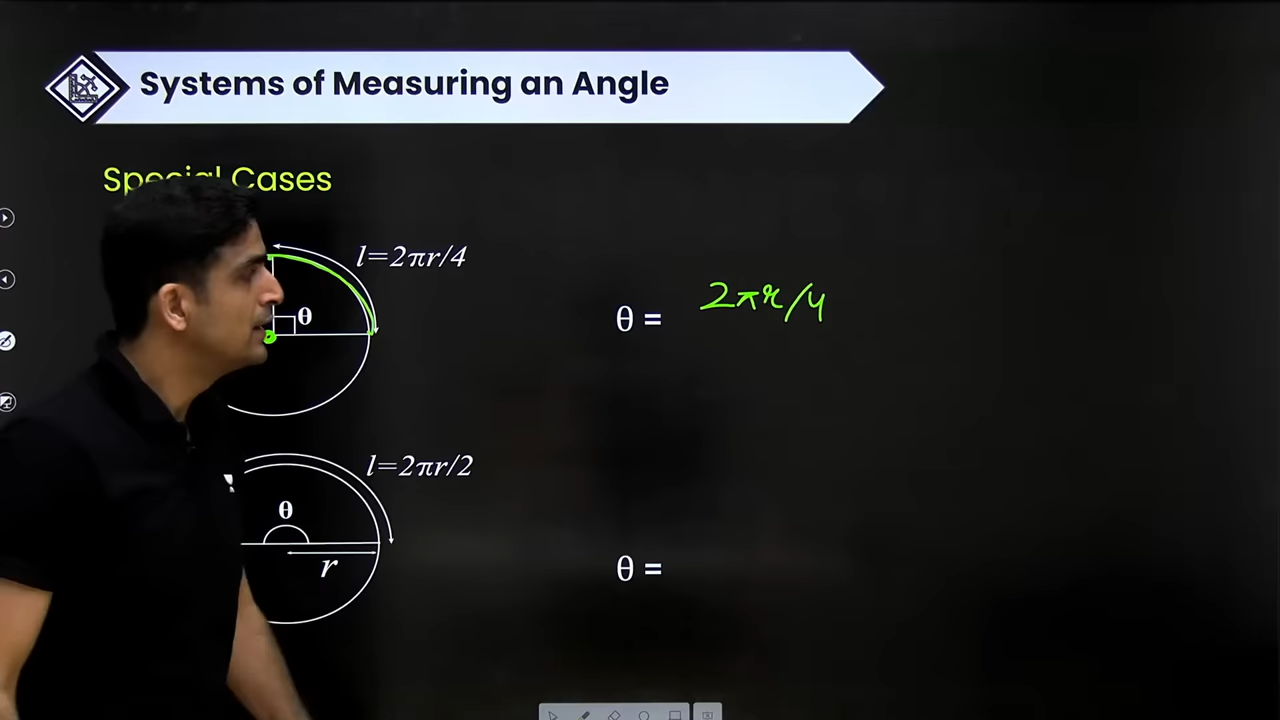 Systems of Measuring an Angle
Special Cases
l=2πr/4
θ
θ = 2πr/4
l=2πr/2
θ
r
θ =